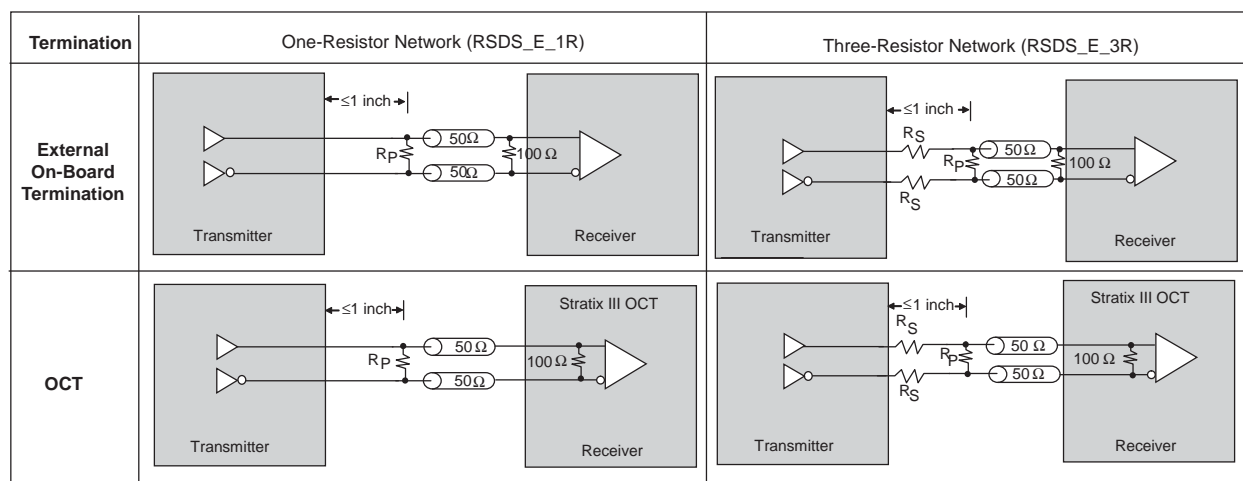 Termination
One-Resistor Network (RSDS_E_1R)
Three-Resistor Network (RSDS_E_3R)
External
On-Board
Termination
≤1 inch
RP
50Ω
50Ω
100 Ω
Transmitter
Receiver
≤1 inch
RS
RS
RP
50Ω
50Ω
100 Ω
Transmitter
Receiver
OCT
≤1 inch
RP
50 Ω
50Ω
Stratix III OCT
100Ω
Transmitter
Receiver
≤1 inch
RS
RS
RP
50 Ω
50 Ω
Stratix III OCT
100 Ω
Transmitter
Receiver